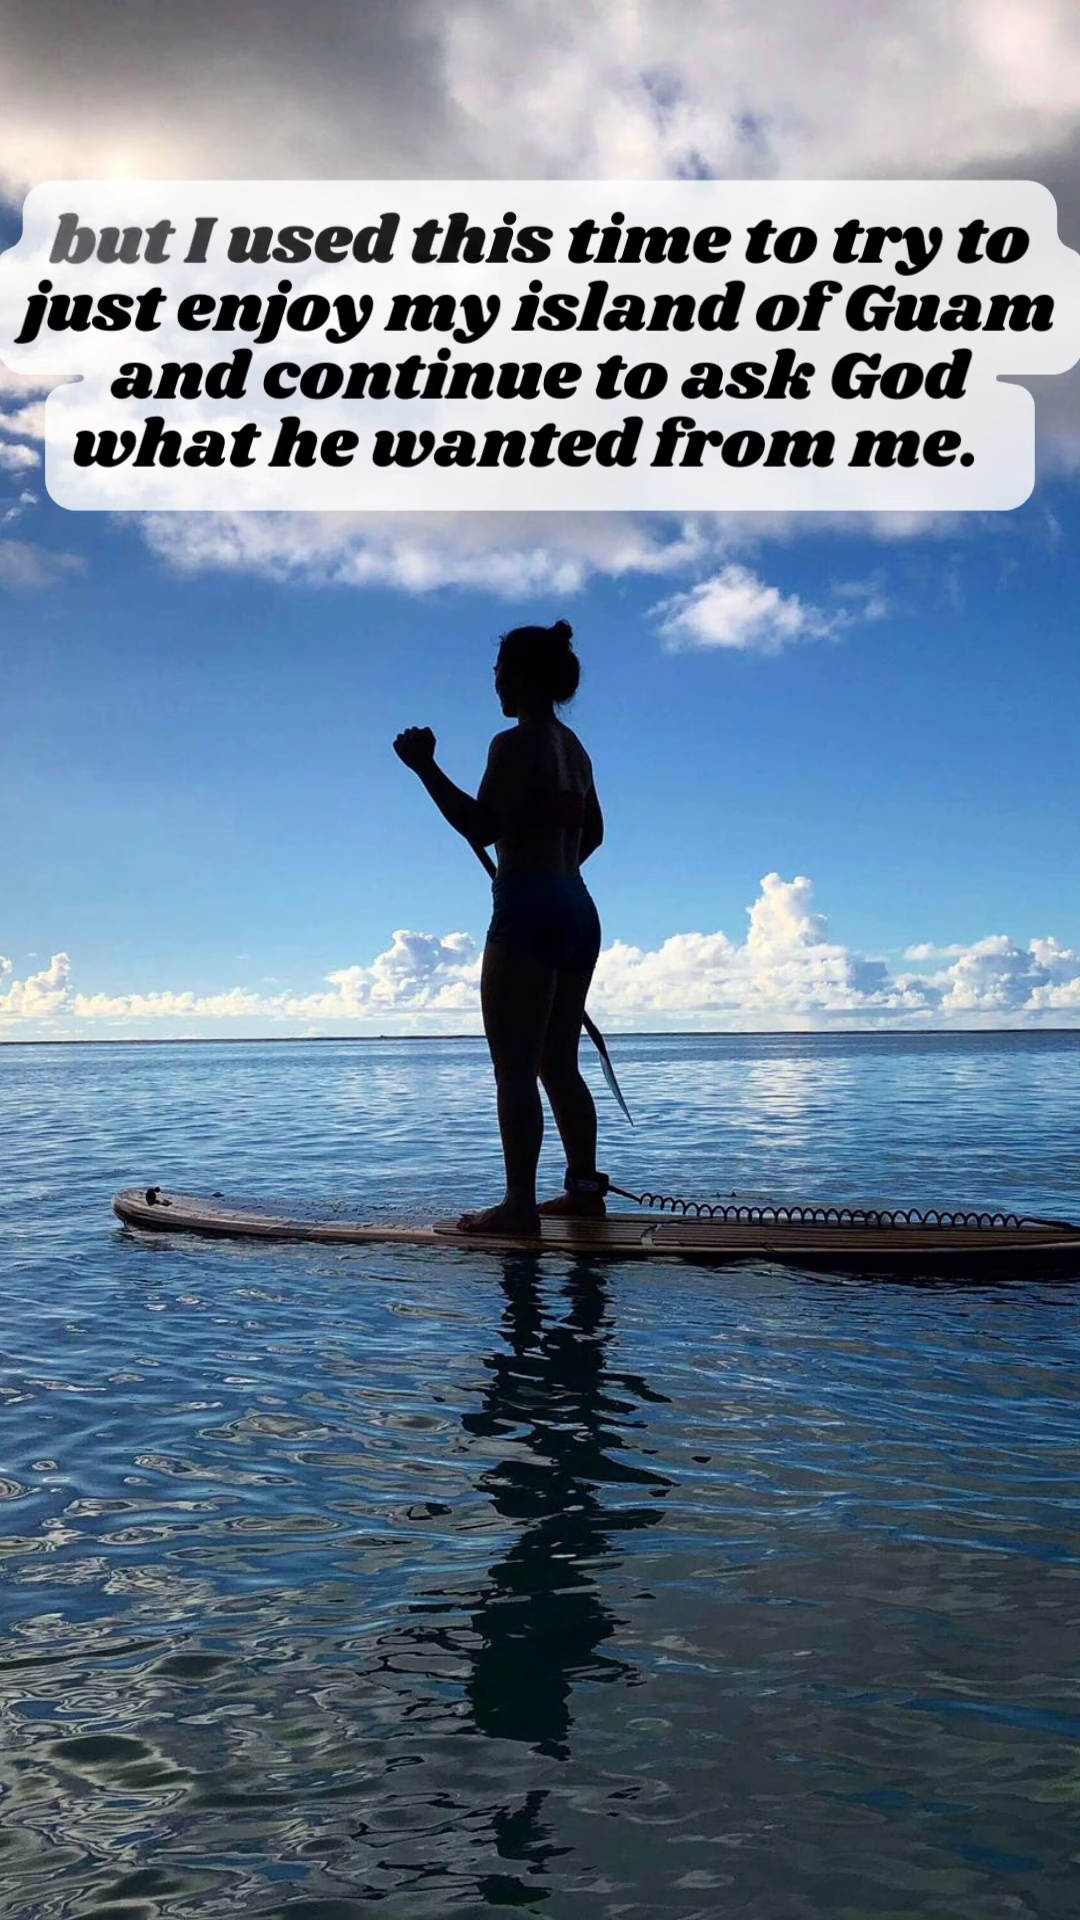 but I used this time to try to
just enjoy my island of Guam
and continue to ask God
what he wanted from me.